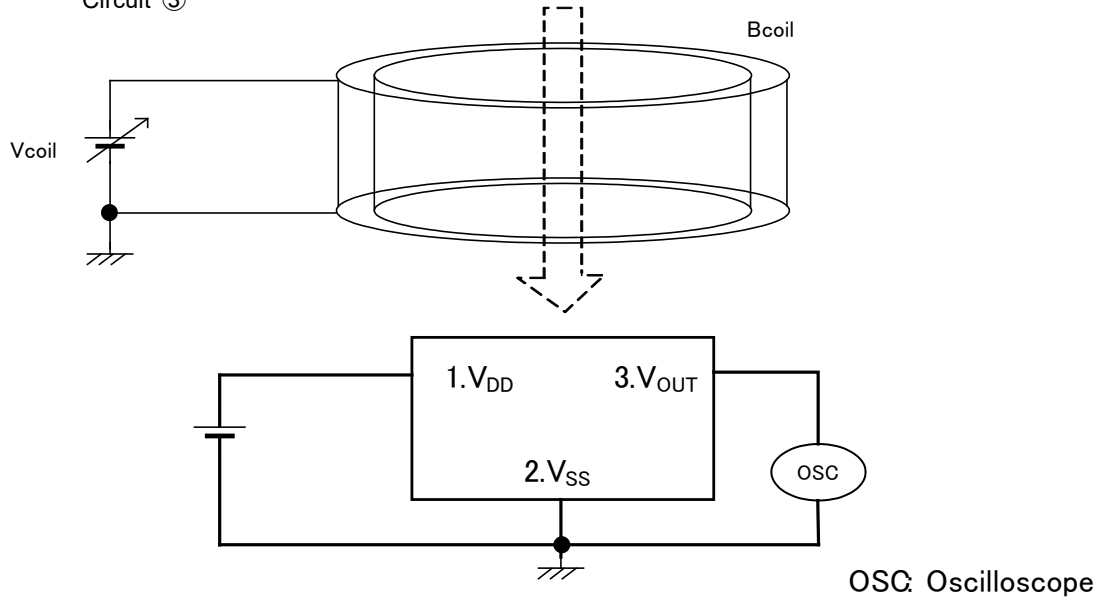 Circuit ③
Bcoil
Vcoil
1.VDD
3.VOUT
2.VSS
OSC
OSC: Oscilloscope